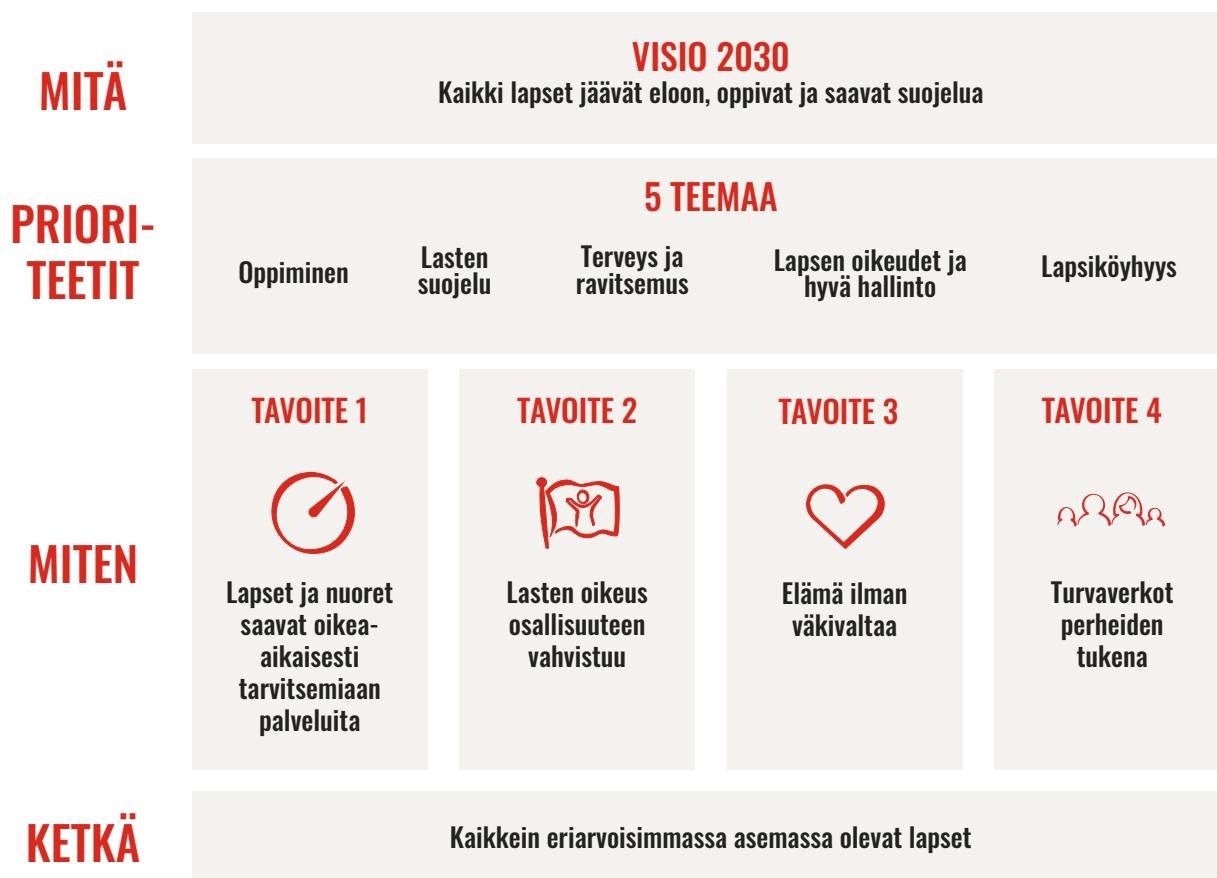 MITÄ
VISIO 2030
Kaikki lapset jäävät eloon, oppivat ja saavat suojelua
PRIORI-
TEETIT
5 TEEMAA
Oppiminen
Lasten
suojelu
Terveys ja
ravitsemus
Lapsen oikeudet ja
hyvä hallinto
Lapsiköyhyys
MITEN
TAVOITE 1
Lapset ja nuoret
saavat oikea-
aikaisesti
tarvitsemiaan
palveluita
TAVOITE 2
Lasten oikeus
osallisuuteen
vahvistuu
TAVOITE 3
Elämä ilman
väkivaltaa
TAVOITE 4
Turvaverkot
perheiden
tukena
KETKÄ
Kaikkein eriarvoisimmassa asemassa olevat lapset